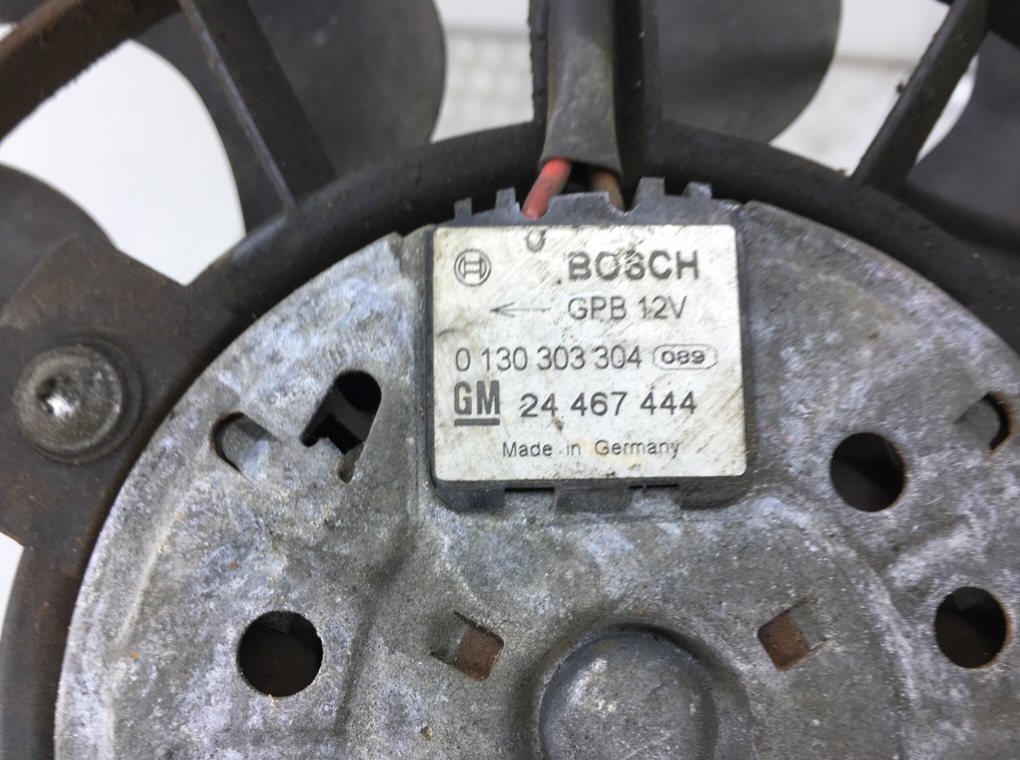 BOSCH
GPB 12V
0 130 303 304 089
GM 24 467 444
Made in Germany